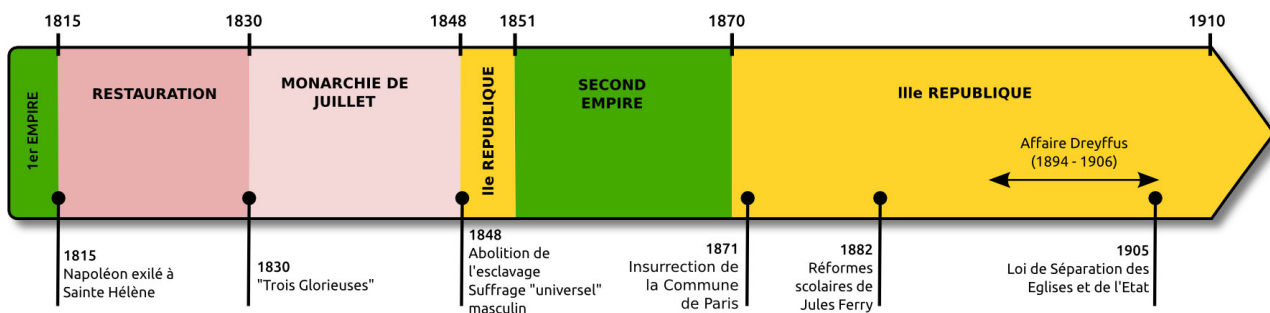 1815
1830
1848
1851
1870
1910
1er EMPIRE
RESTAURATION
MONARCHIE DE
JUILLET
IIe REPUBLIQUE
SECOND
EMPIRE
IIIe REPUBLIQUE
Affaire Dreyffus
(1894 - 1906)
1815
Napoléon exilé à
Sainte Hélène
1830
"Trois Glorieuses"
1848
Abolition de
l'esclavage
Suffrage "universel"
masculin
1871
Insurrection de
la Commune
de Paris
1882
Réformes
scolaires de
Jules Ferry
1905
Loi de Séparation des
Eglises et de l'Etat